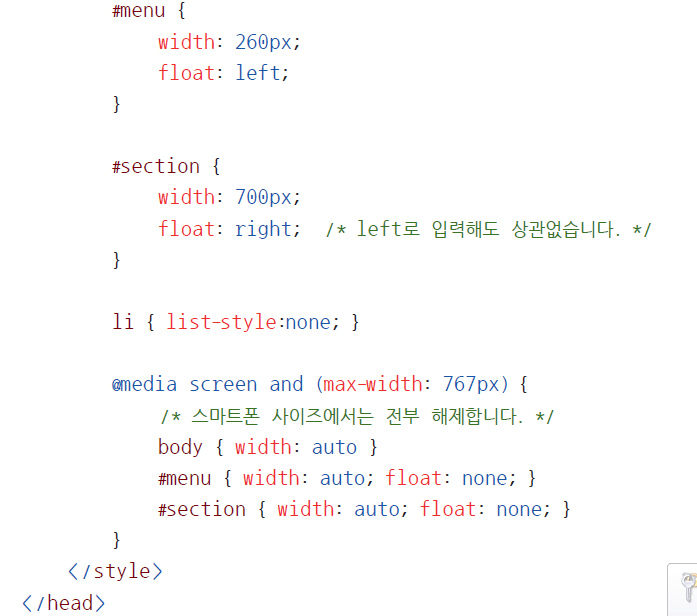 #menu {
width: 260px;
float: left;
}
#section {
width: 700px;
float: right; /* left로 입력해도 상관없습니다. */
}
li { list-style:none; }
@media screen and (max-width: 767px) {
/* 스마트폰 사이즈에서는 전부 해제합니다. */
body { width: auto }
#menu { width: auto; float: none; }
#section { width: auto; float: none; }
}
</style>
</head>